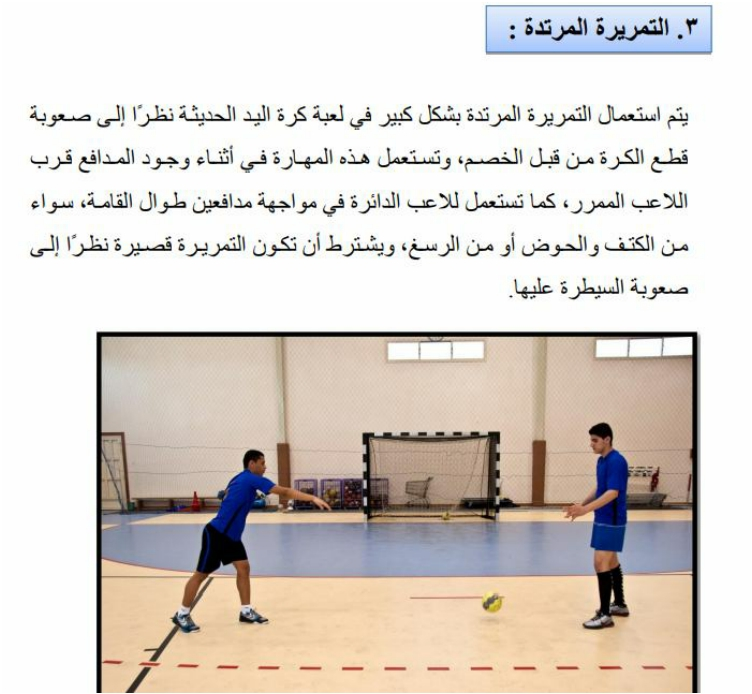 ٣. التمريرة المرتدة :
يتم استعمال التمريرة المرتدة بشكل كبير في لعبة كرة اليد الحديثة نظرًا إلى صعوبة
قطع الكرة من قبل الخصم، وتستعمل هذه المهارة في أثناء وجود المدافع قرب
اللاعب الممرر، كما تستعمل للاعب الدائرة في مواجهة مدافعين طوال القامة، سواء
من الكتف والحوض أو من الرسغ، ويشترط أن تكون التمريرة قصيرة نظرًا إلى
صعوبة السيطرة عليها.